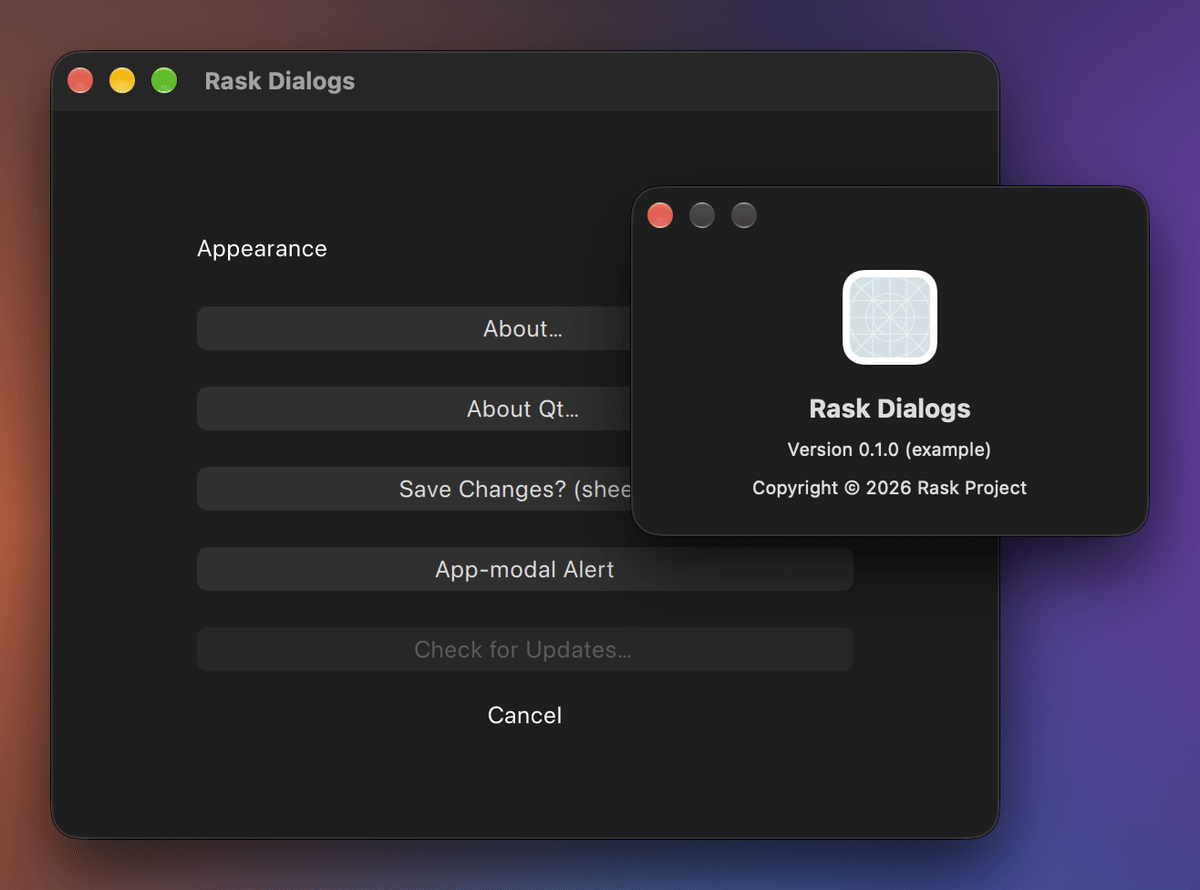 Rask Dialogs
Appearance
About…
About Qt…
Save Changes? (shee
App-modal Alert
Check for Updates…
Cancel
Rask Dialogs
Version 0.1.0 (example)
Copyright © 2026 Rask Project